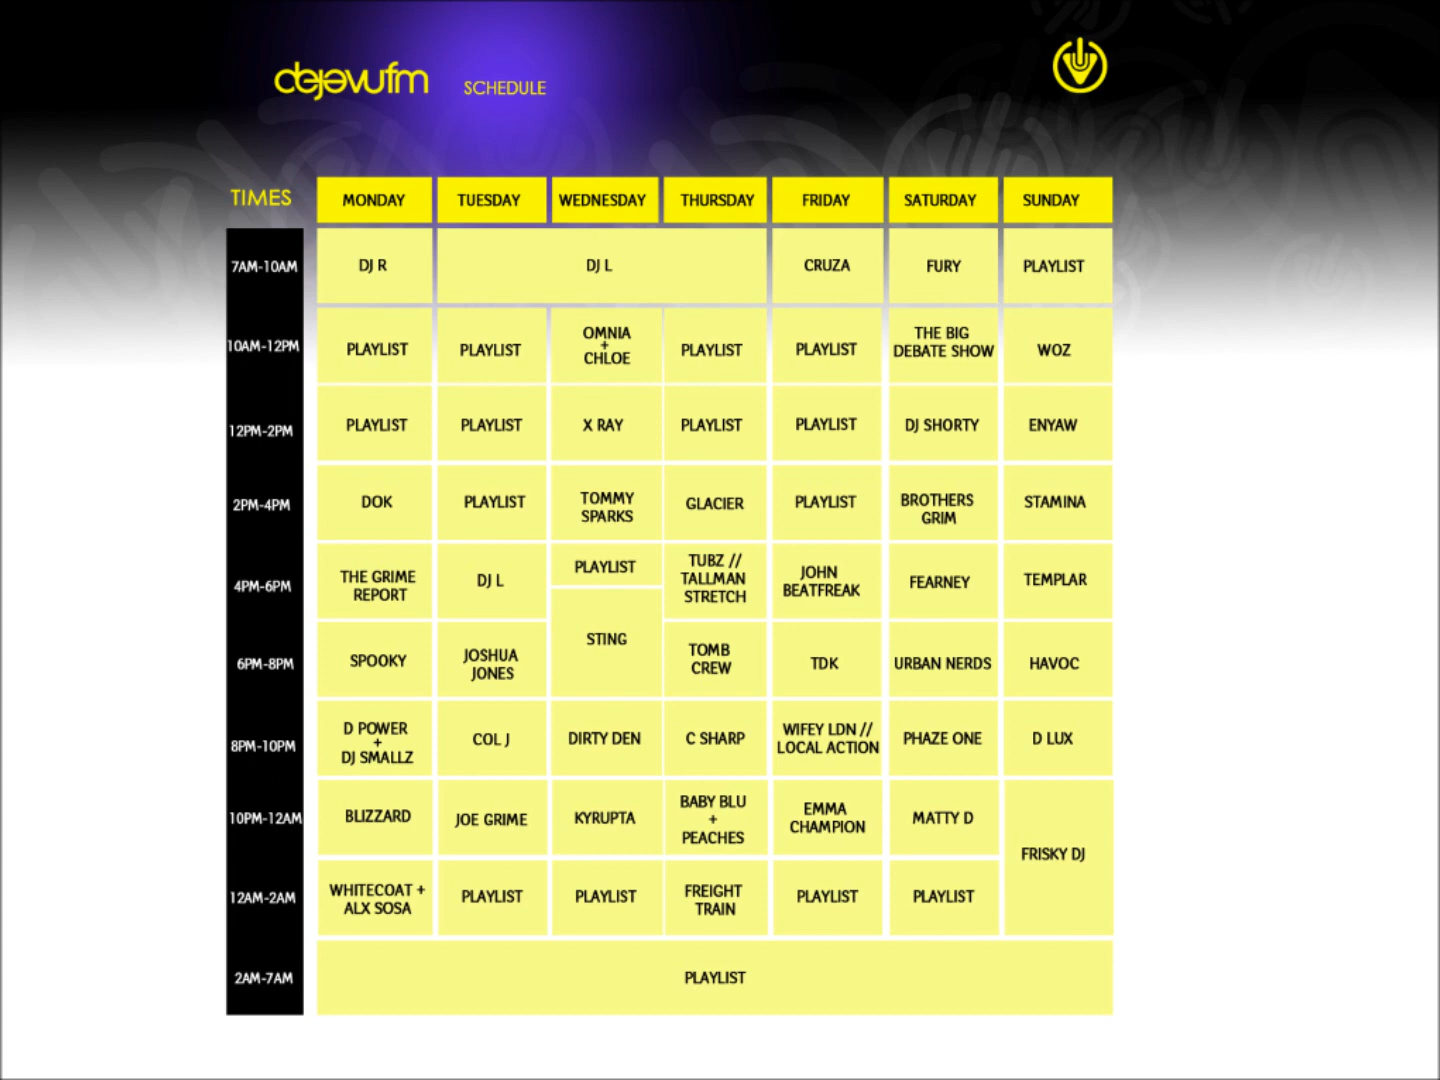 dejavufm
SCHEDULE
TIMES MONDAY TUESDAY WEDNESDAY THURSDAY FRIDAY SATURDAY SUNDAY
7AM-10AM DJ R DJ L CRUZA FURY PLAYLIST
10AM-12PM PLAYLIST PLAYLIST OMNIA + CHLOE PLAYLIST PLAYLIST THE BIG DEBATE SHOW WOZ
12PM-2PM PLAYLIST PLAYLIST X RAY PLAYLIST PLAYLIST DJ SHORTY ENYAW
2PM-4PM DOK PLAYLIST TOMMY SPARKS GLACIER PLAYLIST BROTHERS GRIM STAMINA
4PM-6PM THE GRIME REPORT DJ L PLAYLIST TUBZ // TALLMAN STRETCH JOHN BEATFREAK FEARNEY TEMPLAR
6PM-8PM SPOOKY JOSHUA JONES STING TOMB CREW TDK URBAN NERDS HAVOC
8PM-10PM D POWER + DJ SMALLZ COL J DIRTY DEN C SHARP WIFEY LDN // LOCAL ACTION PHAZE ONE D LUX
10PM-12AM BLIZZARD JOE GRIME KYRUPTA BABY BLU + PEACHES EMMA CHAMPION MATTY D FRISKY DJ
12AM-2AM WHITECOAT + ALX SOSA PLAYLIST PLAYLIST FREIGHT TRAIN PLAYLIST PLAYLIST
2AM-7AM PLAYLIST